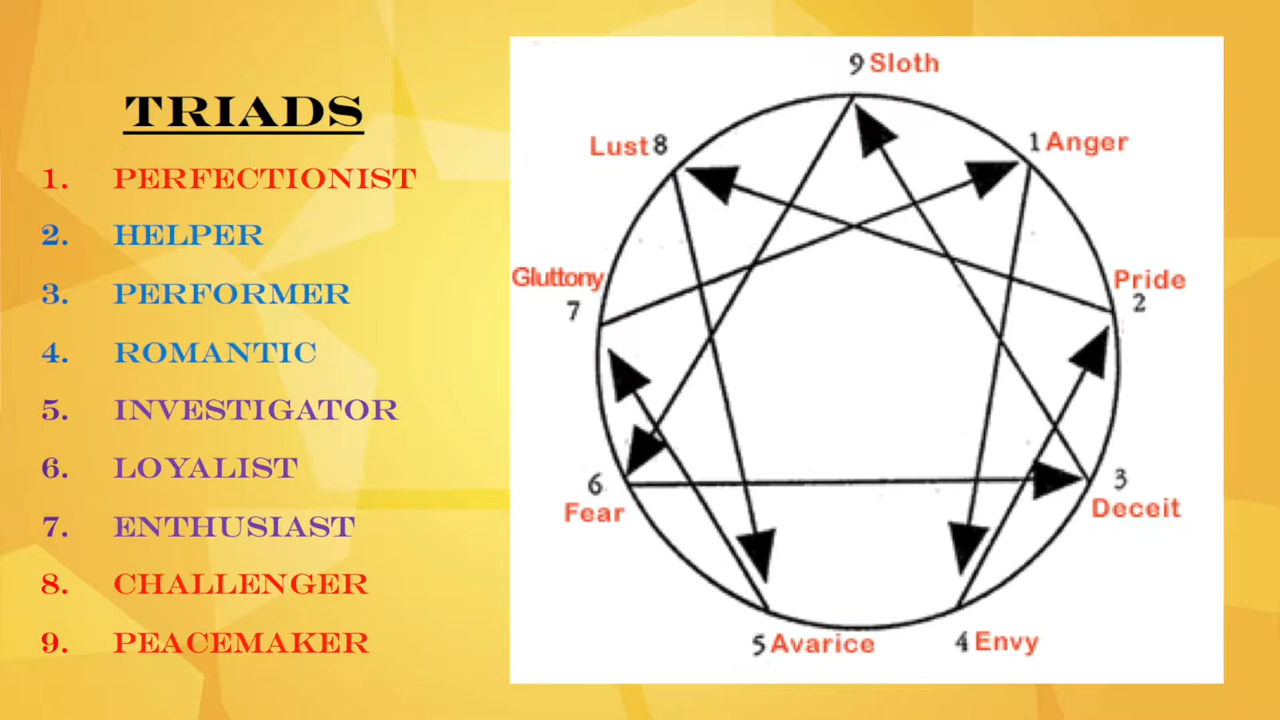 TRIADS
1. PERFECTIONIST
2. HELPER
3. PERFORMER
4. ROMANTIC
5. INVESTIGATOR
6. LOYALIST
7. ENTHUSIAST
8. CHALLENGER
9. PEACEMAKER
9 Sloth
Lust 8
1 Anger
Gluttony
7
Pride
2
6
Fear
3
Deceit
5 Avarice
4 Envy